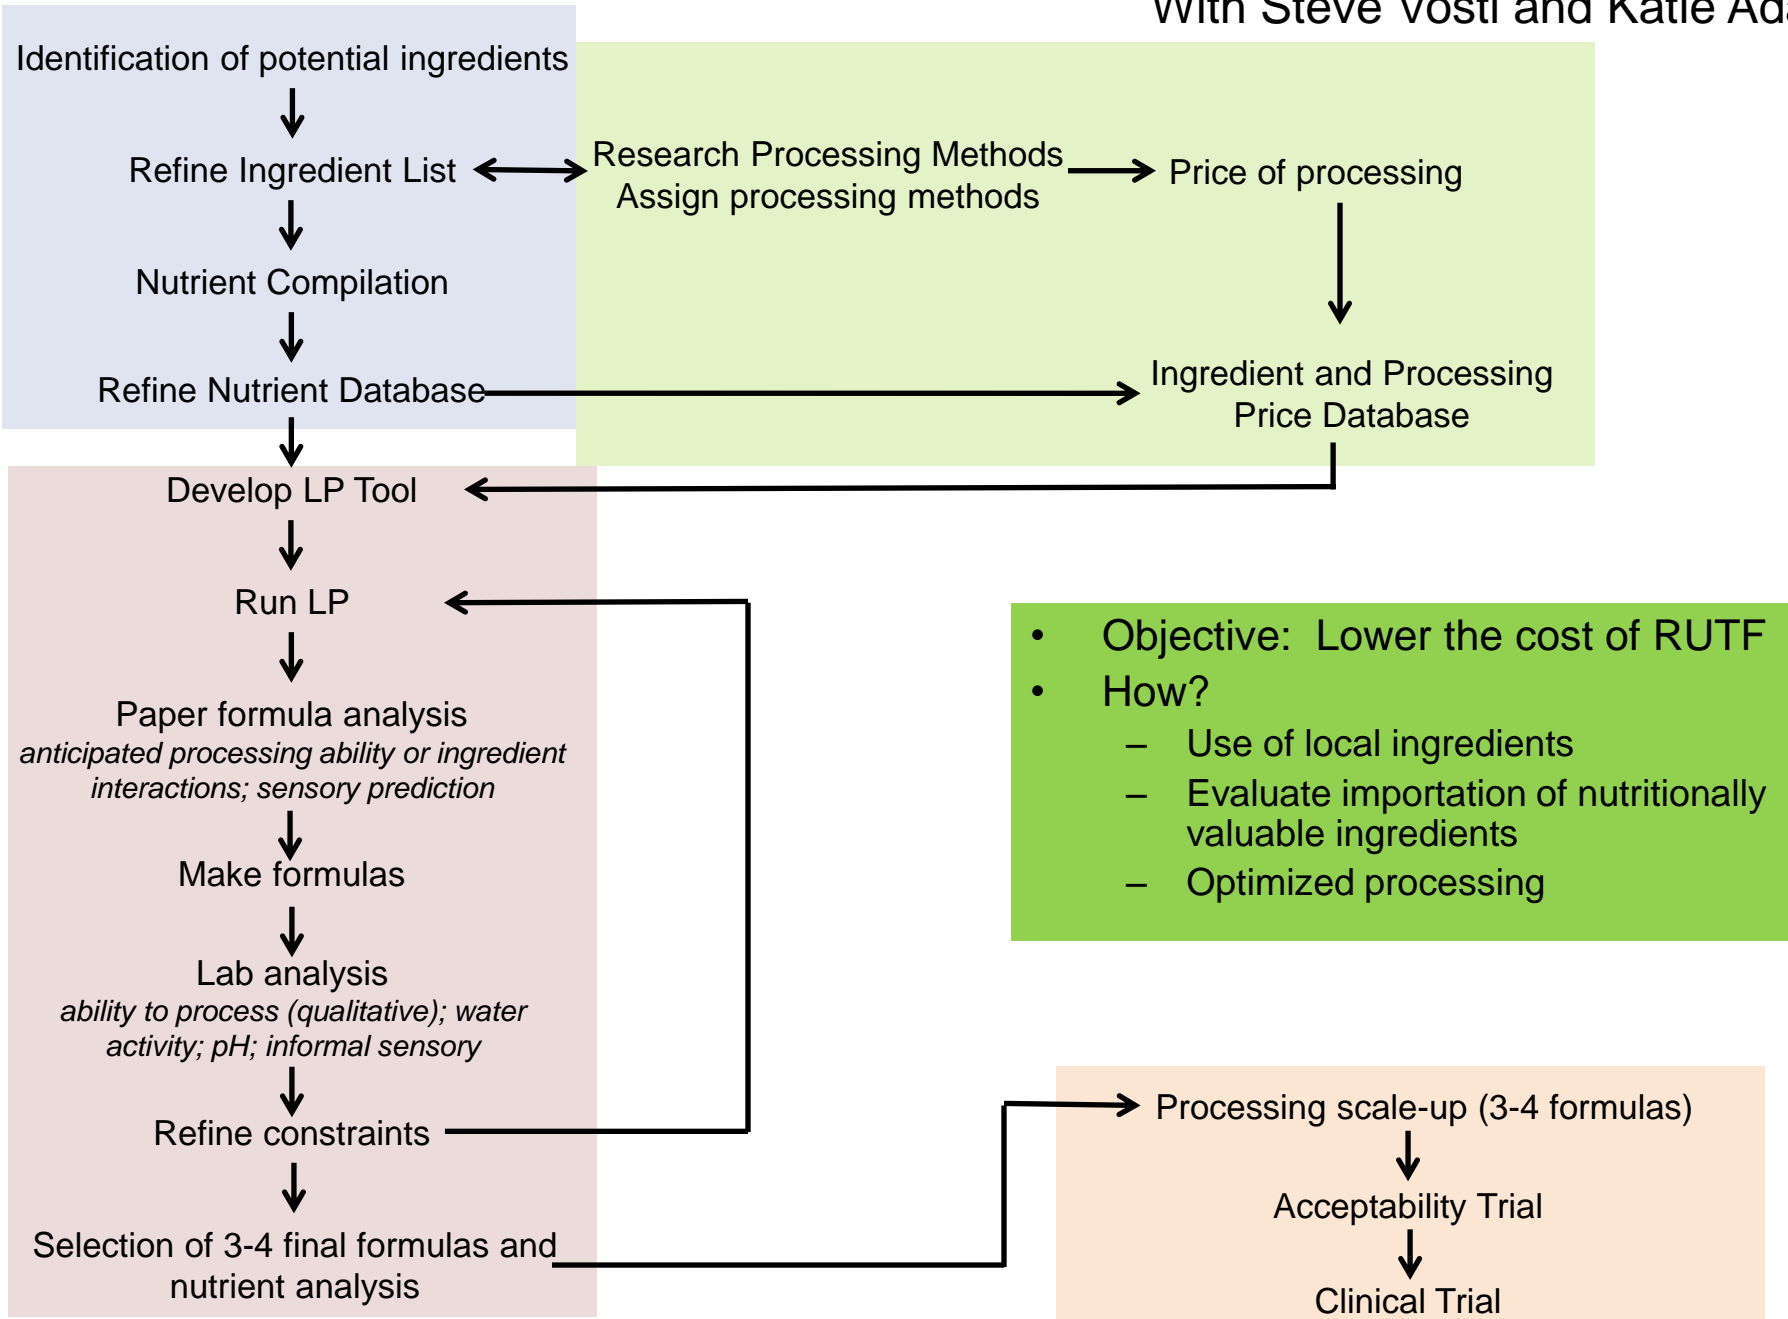 With Steve Vosti and Katie
Identification of potential ingredients
Refine Ingredient List
Research Processing Methods
Assign processing methods
Price of processing
Nutrient Compilation
Refine Nutrient Database
Ingredient and Processing
Price Database
Develop LP Tool
Run LP
Paper formula analysis
anticipated processing ability or ingredient
interactions; sensory prediction
Make formulas
Lab analysis
ability to process (qualitative); water
activity; pH; informal sensory
Refine constraints
Selection of 3-4 final formulas and
nutrient analysis
• Objective: Lower the cost of RUTF
• How?
– Use of local ingredients
– Evaluate importation of nutritionally
valuable ingredients
– Optimized processing
Processing scale-up (3-4 formulas)
Acceptability Trial
Clinical Trial